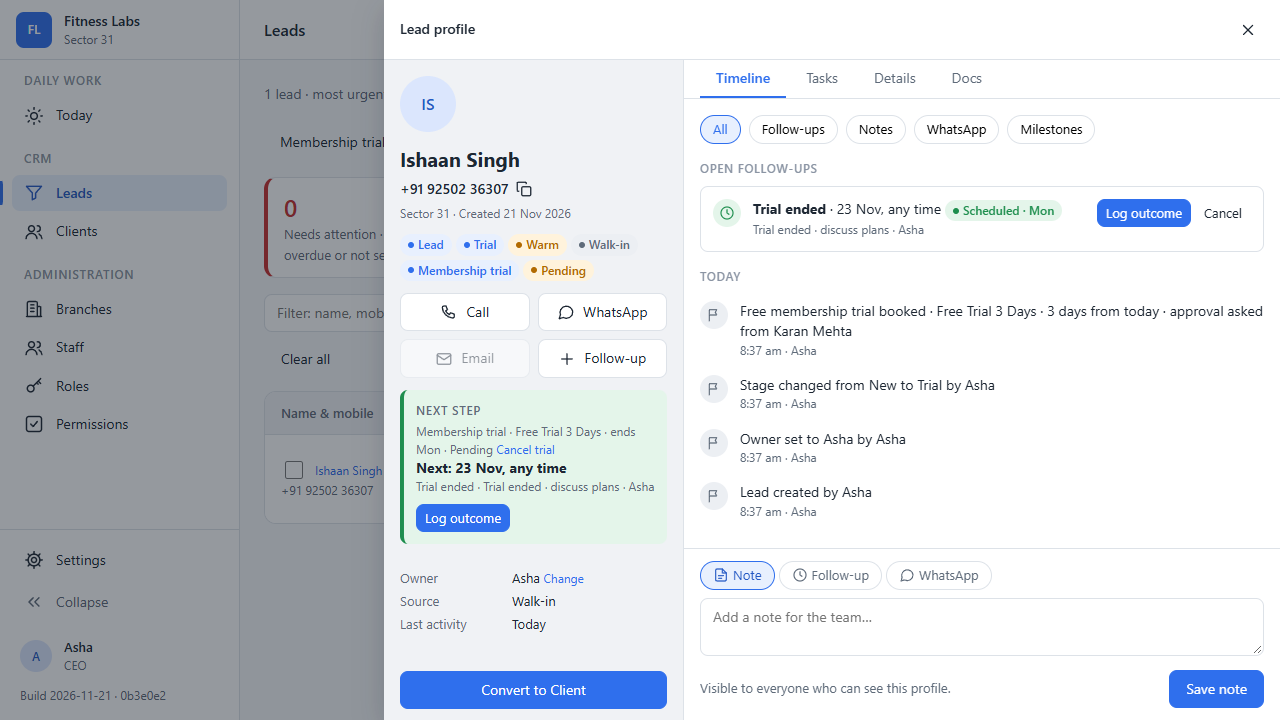 FL
Fitness Labs
Sector 31
DAILY WORK
Today
CRM
Leads
Clients
ADMINISTRATION
Branches
Staff
Roles
Permissions
Settings
Collapse
A
Asha
CEO
Build 2026-11-21 · 0b3e0e2
Leads
1 lead · most urgen
Membership trial
0
Needs attention ·
overdue or not se
Filter: name, mob
Clear all
Name & mobile
Ishaan Singh
+91 92502 36307
Lead profile
IS
Ishaan Singh
+91 92502 36307
Sector 31 · Created 21 Nov 2026
Lead
Trial
Warm
Walk-in
Membership trial
Pending
Call
WhatsApp
Email
Follow-up
NEXT STEP
Membership trial · Free Trial 3 Days · ends
Mon · Pending Cancel trial
Next: 23 Nov, any time
Trial ended · Trial ended · discuss plans · Asha
Log outcome
Owner Asha Change
Source Walk-in
Last activity Today
Convert to Client
Timeline
Tasks
Details
Docs
All
Follow-ups
Notes
WhatsApp
Milestones
OPEN FOLLOW-UPS
Trial ended · 23 Nov, any time Scheduled · Mon
Trial ended · discuss plans · Asha
Log outcome
Cancel
TODAY
Free membership trial booked · Free Trial 3 Days · 3 days from today · approval asked
from Karan Mehta
8:37 am · Asha
Stage changed from New to Trial by Asha
8:37 am · Asha
Owner set to Asha by Asha
8:37 am · Asha
Lead created by Asha
8:37 am · Asha
Note
Follow-up
WhatsApp
Add a note for the team…
Visible to everyone who can see this profile.
Save note